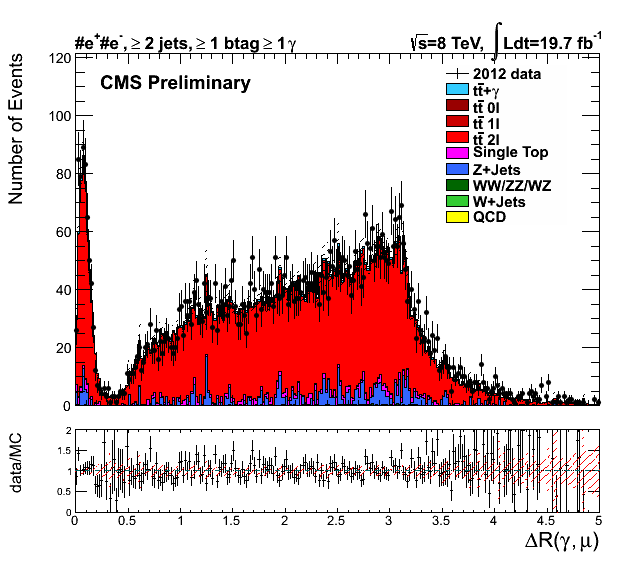 #e⁺#e⁻, ≥ 2 jets, ≥ 1 btag ≥ 1 γ
√s=8 TeV, ∫ Ldt=19.7 fb⁻¹
CMS Preliminary
2012 data
tt̄+γ
tt̄ 0l
tt̄ 1l
tt̄ 2l
Single Top
Z+Jets
WW/ZZ/WZ
W+Jets
QCD
Number of Events
120
100
80
60
40
20
0
data/MC
2
1.5
1
0.5
0
0 0.5 1 1.5 2 2.5 3 3.5 4 4.5 5
ΔR(γ, μ)